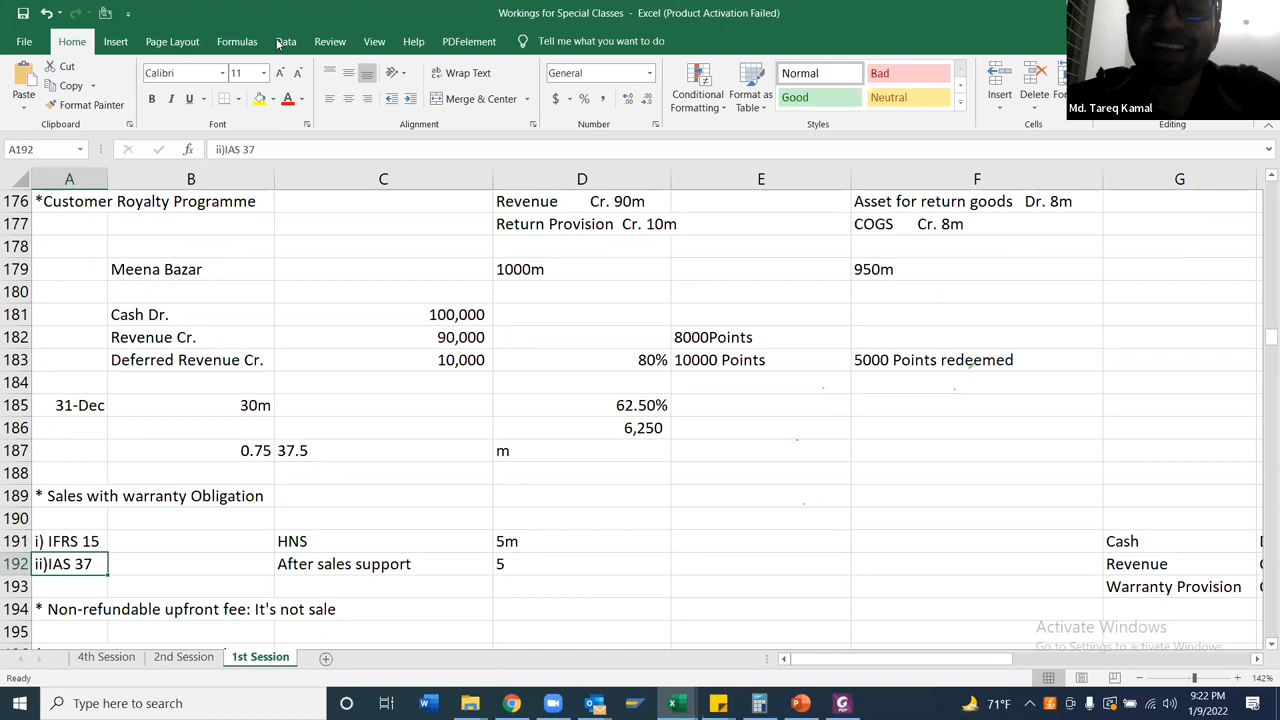 Workings for Special Classes - Excel (Product Activation Failed)
File Home Insert Page Layout Formulas Data Review View Help PDFelement Tell me what you want to do
Paste
Cut
Copy
Format Painter
Clipboard
Calibri 11
B I U
Font
Wrap Text
Merge & Center
Alignment
General
$ % ,
Number
Conditional Formatting
Format as Table
Normal Bad
Good Neutral
Styles
Insert Delete
Cells
Editing
Md. Tareq Kamal
A192 fx ii)IAS 37
A B C D E F G
176 *Customer Royalty Programme Revenue Cr. 90m Asset for return goods Dr. 8m
177 Return Provision Cr. 10m COGS Cr. 8m
178
179 Meena Bazar 1000m 950m
180
181 Cash Dr. 100,000
182 Revenue Cr. 90,000 8000Points
183 Deferred Revenue Cr. 10,000 80% 10000 Points 5000 Points redeemed
184
185 31-Dec 30m 62.50%
186 6,250
187 0.75 37.5 m
188
189 * Sales with warranty Obligation
190
191 i) IFRS 15 HNS 5m Cash
192 ii)IAS 37 After sales support 5 Revenue
193 Warranty Provision
194 * Non-refundable upfront fee: It's not sale
195
Activate Windows
Go to Settings to activate Windows.
4th Session 2nd Session 1st Session
Ready
142%
Type here to search
71°F
9:22 PM
1/9/2022